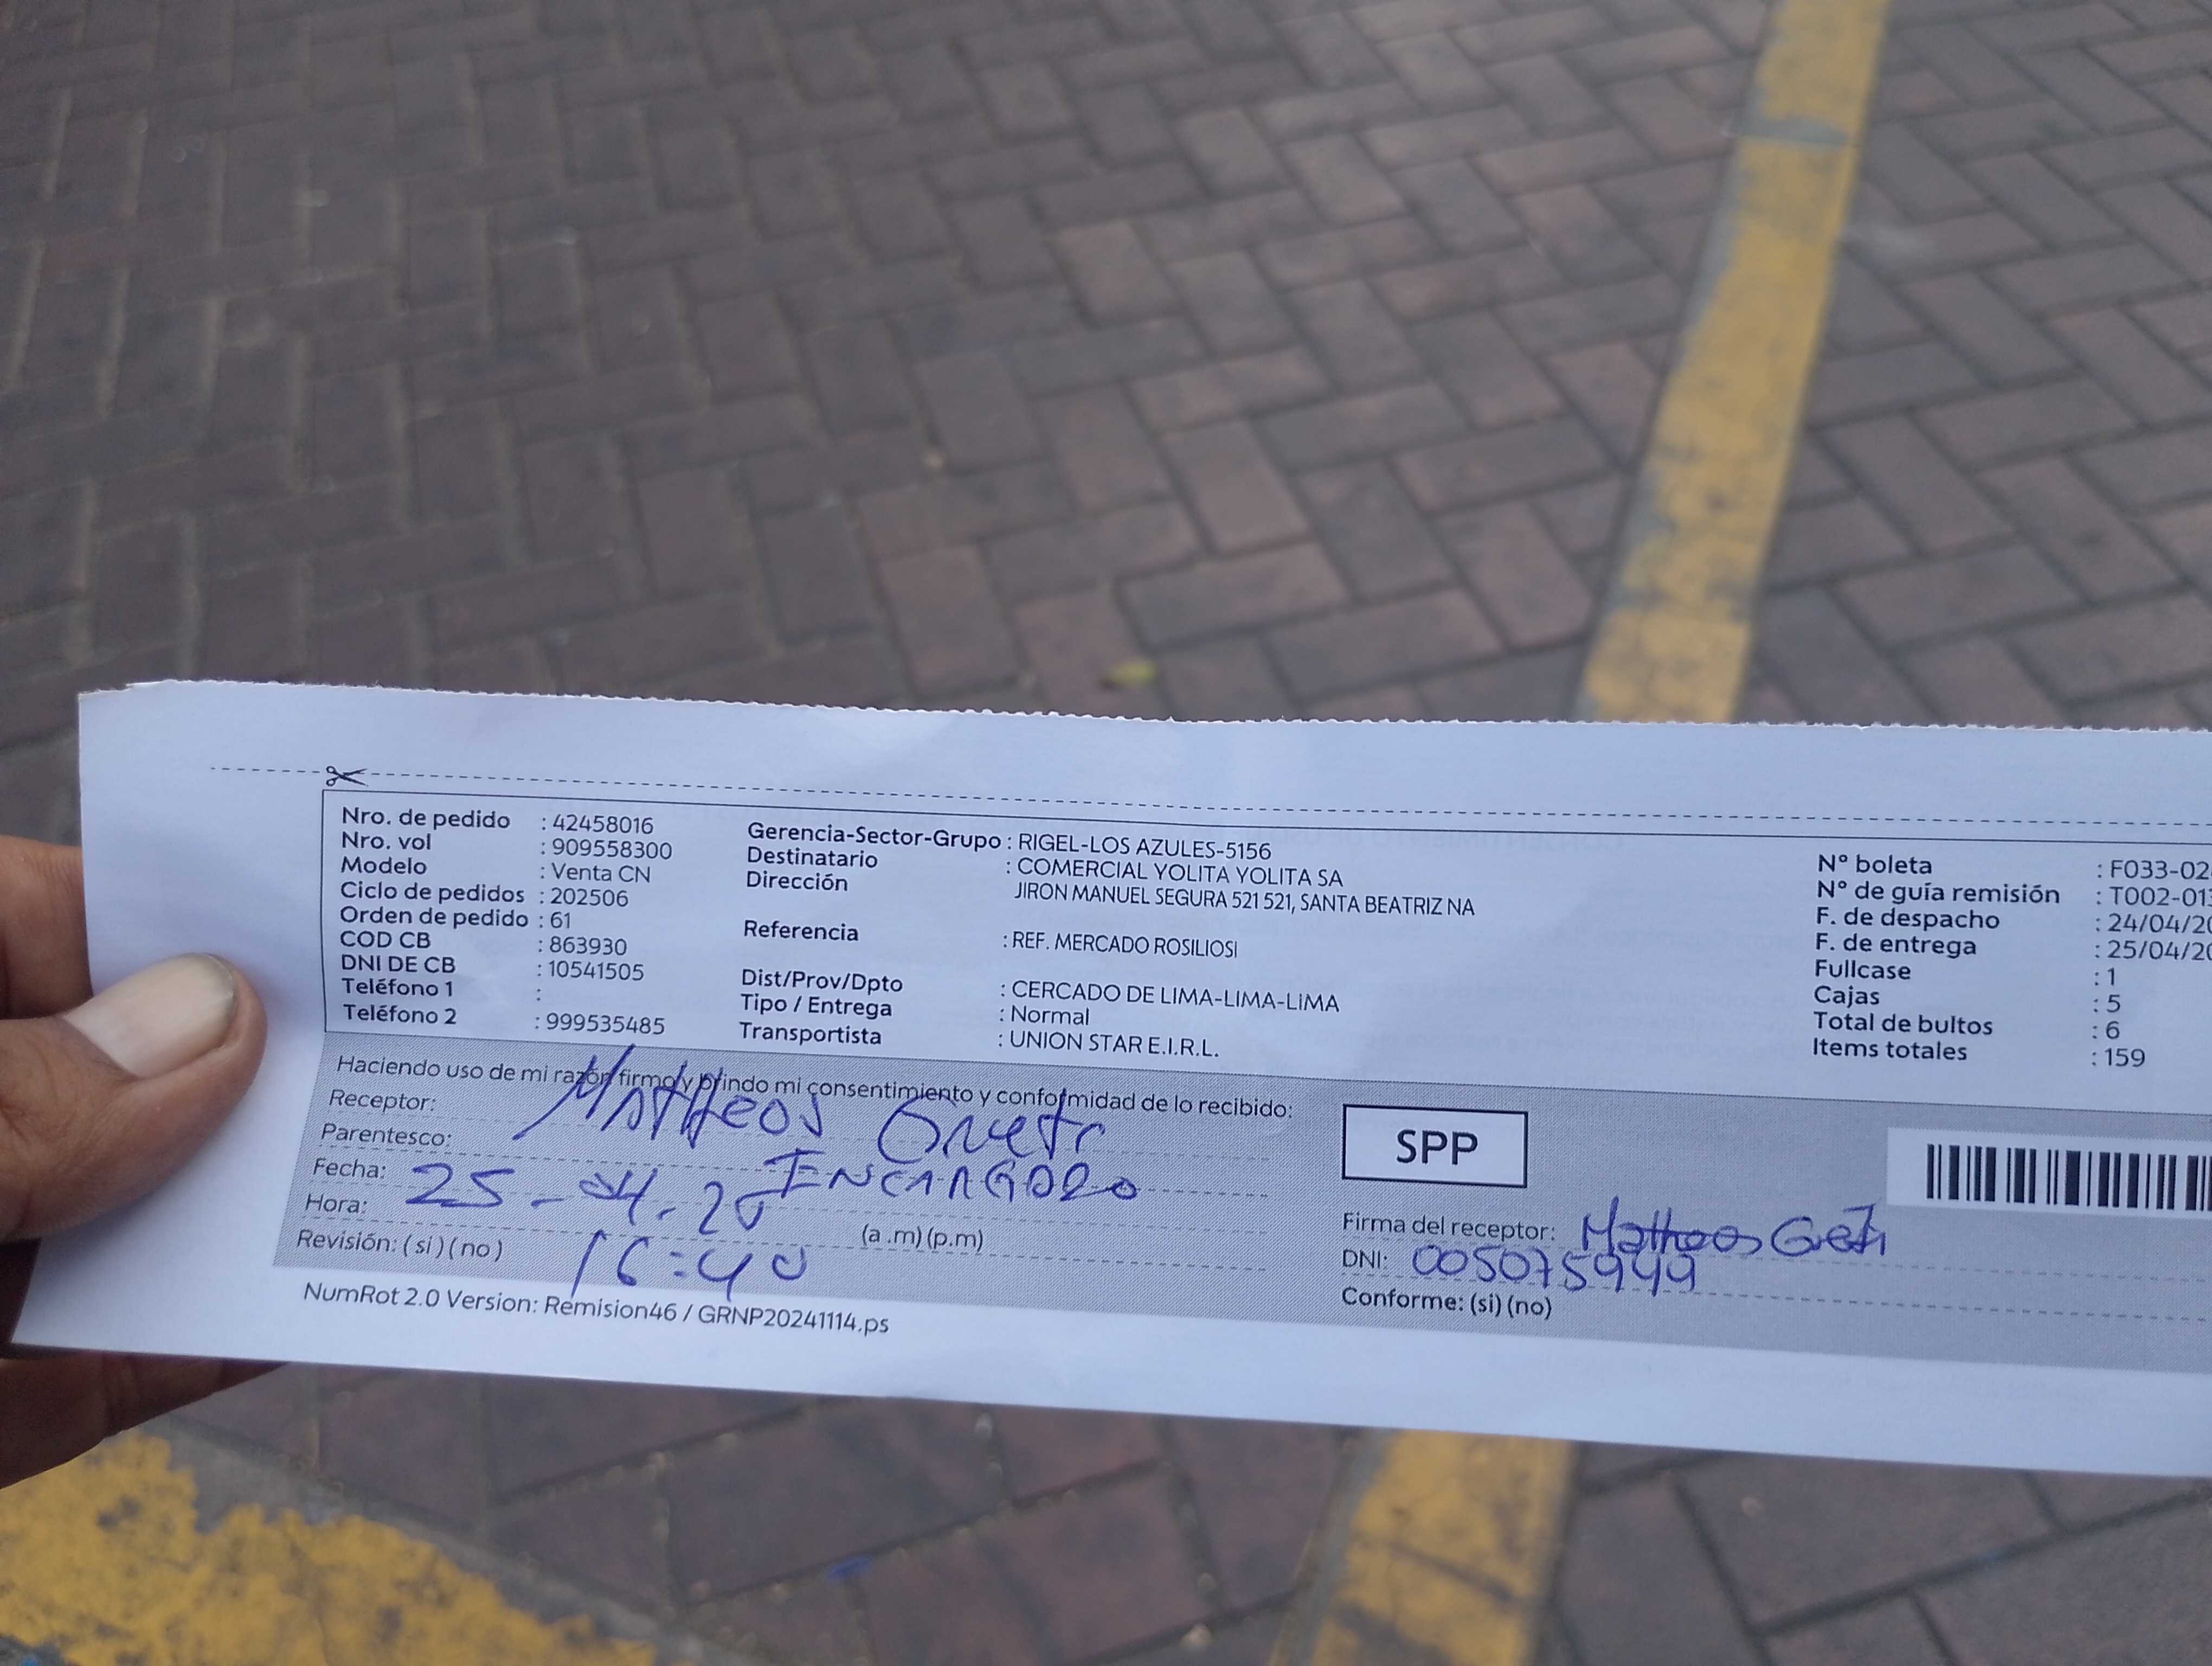 Nro. de pedido : 42458016
Nro. vol : 909558300
Modelo : Venta CN
Ciclo de pedidos : 202506
Orden de pedido : 61
COD CB : 863930
DNI DE CB : 10541505
Teléfono 1 :
Teléfono 2 : 999535485
Gerencia-Sector-Grupo : RIGEL-LOS AZULES-5156
Destinatario : COMERCIAL YOLITA YOLITA SA
Dirección JIRON MANUEL SEGURA 521 521, SANTA BEATRIZ NA
Referencia : REF. MERCADO ROSILIOSI
Dist/Prov/Dpto : CERCADO DE LIMA-LIMA-LIMA
Tipo / Entrega : Normal
Transportista : UNION STAR E.I.R.L.
N° boleta : F033-02
N° de guía remisión : T002-013
F. de despacho : 24/04/20
F. de entrega : 25/04/20
Fullcase : 1
Cajas : 5
Total de bultos : 6
Items totales : 159
Haciendo uso de mi razón firmo y brindo mi consentimiento y conformidad de lo recibido:
Receptor: Mattheos
Parentesco: ENCARGADO
Fecha: 25-04-20
Hora: 16:40 (a.m) (p.m)
Revisión: (si) (no)
NumRot 2.0 Version: Remision46 / GRNP20241114.ps
SPP
Firma del receptor: Mattheos
DNI: 005075949
Conforme: (si) (no)